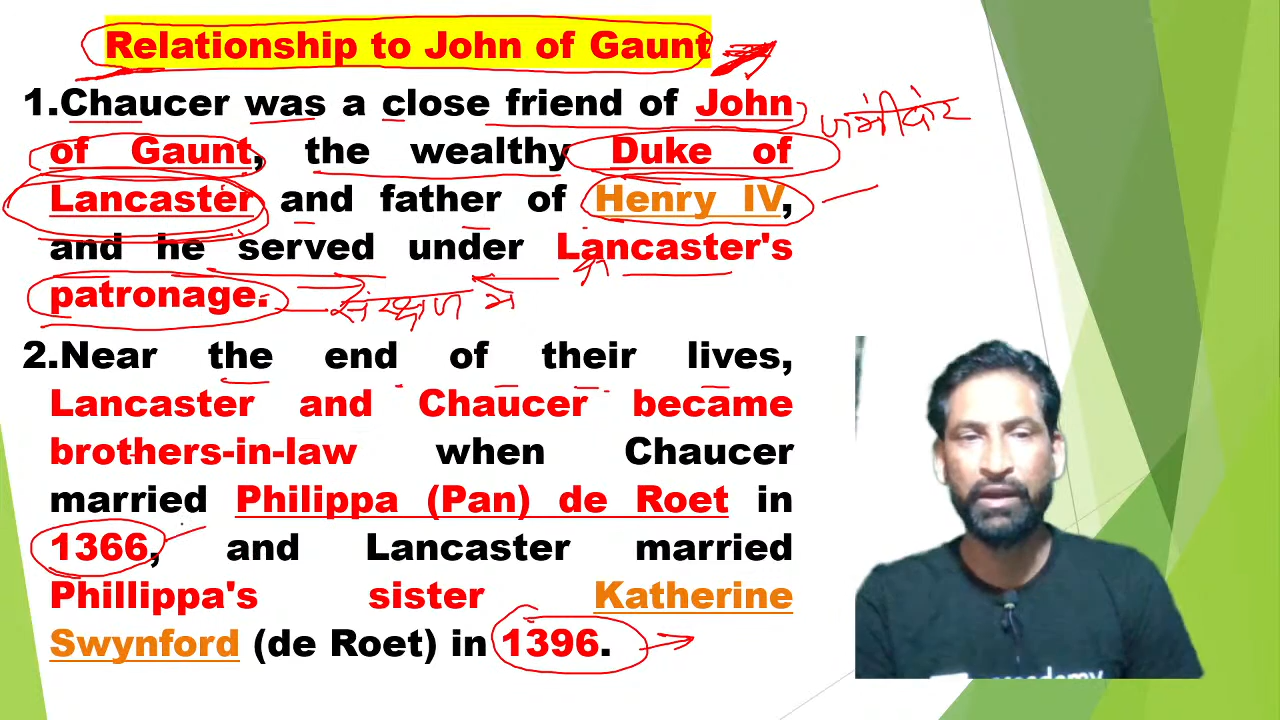 Relationship to John of Gaunt
1.Chaucer was a close friend of John
of Gaunt, the wealthy Duke of
Lancaster and father of Henry IV,
and he served under Lancaster's
patronage.
संरक्षण में
2.Near the end of their lives,
Lancaster and Chaucer became
brothers-in-law when Chaucer
married Philippa (Pan) de Roet in
1366, and Lancaster married
Phillippa's sister Katherine
Swynford (de Roet) in 1396.